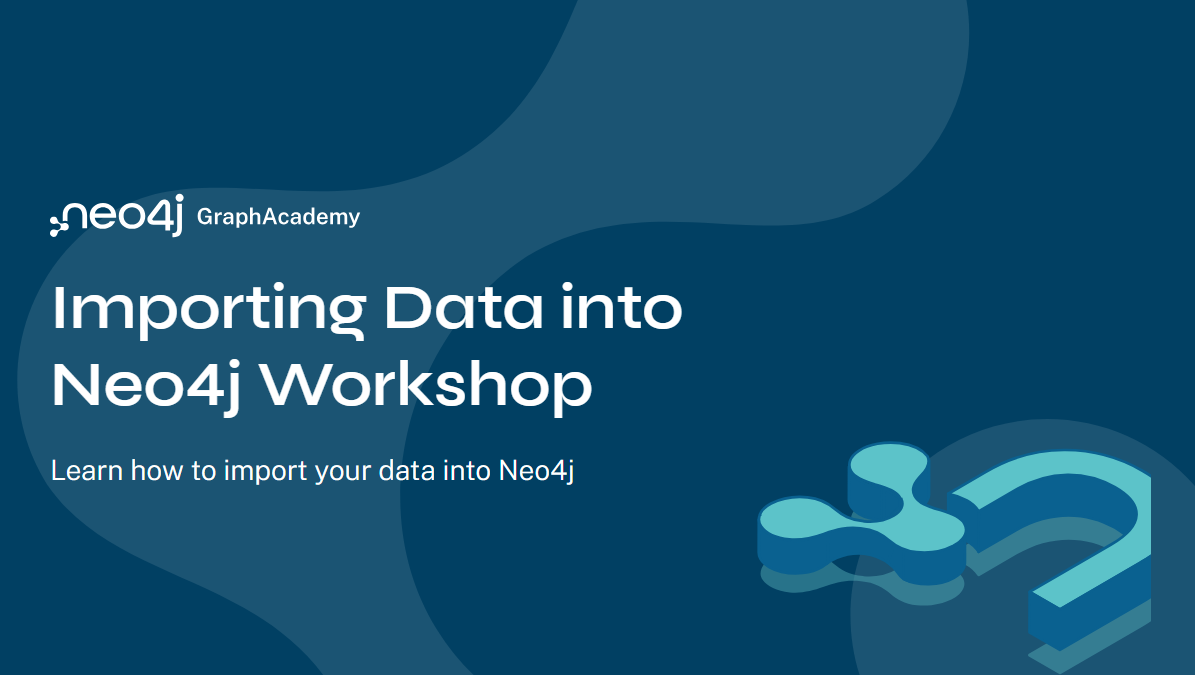 neo4j GraphAcademy
Importing Data into
Neo4j Workshop
Learn how to import your data into Neo4j